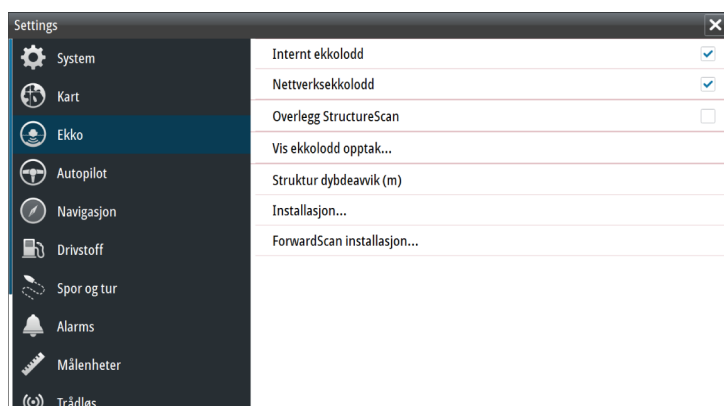 Settings
System
Kart
Ekko
Autopilot
Navigasjon
Drivstoff
Spor og tur
Alarms
Målenheter
Trådløs
Internt ekkolodd
Nettverksekkolodd
Overlegg StructureScan
Vis ekkolodd opptak...
Struktur dybdeavvik (m)
Installasjon...
ForwardScan installasjon...